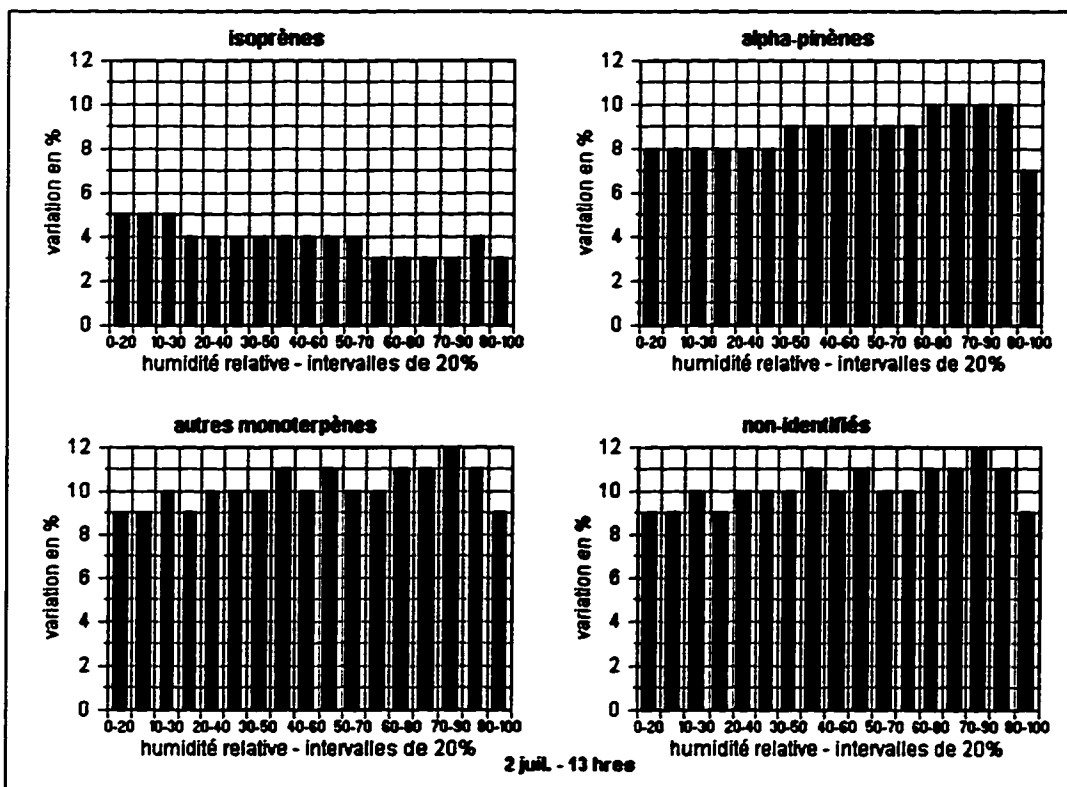 isoprènes
12
10
8
6
4
2
0
variation en %
0-20 10-30 20-40 30-50 40-60 50-70 60-80 70-90 80-100
humidité relative - intervalles de 20%
alpha-pinènes
12
10
8
6
4
2
0
variation en %
0-20 10-30 20-40 30-50 40-60 50-70 60-80 70-90 80-100
humidité relative - intervalles de 20%
autres monoterpènes
12
10
8
6
4
2
0
variation en %
0-20 10-30 20-40 30-50 40-60 50-70 60-80 70-90 80-100
humidité relative - intervalles de 20%
non-identifiés
12
10
8
6
4
2
0
variation en %
0-20 10-30 20-40 30-50 40-60 50-70 60-80 70-90 80-100
humidité relative - intervalles de 20%
2 juil. - 13 hres